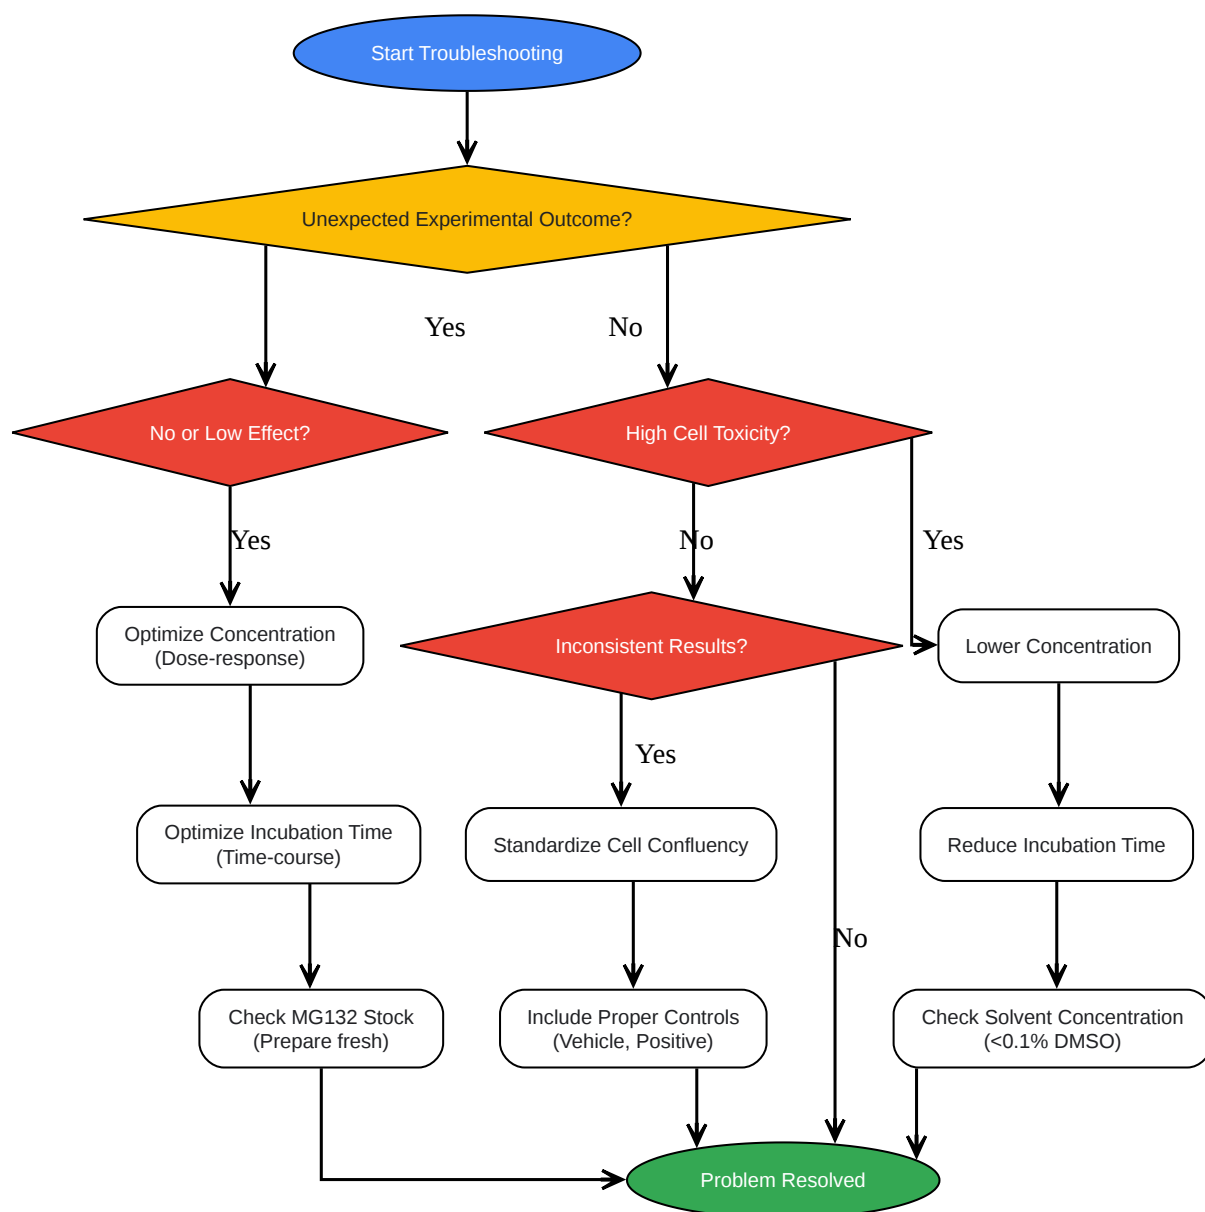 Start Troubleshooting
Unexpected Experimental Outcome?
Yes
No
No or Low Effect?
High Cell Toxicity?
Yes
No
Yes
Optimize Concentration
(Dose-response)
Inconsistent Results?
Lower Concentration
Yes
Optimize Incubation Time
(Time-course)
Standardize Cell Confluency
Reduce Incubation Time
No
Check MG132 Stock
(Prepare fresh)
Include Proper Controls
(Vehicle, Positive)
Check Solvent Concentration
(<0.1% DMSO)
Problem Resolved